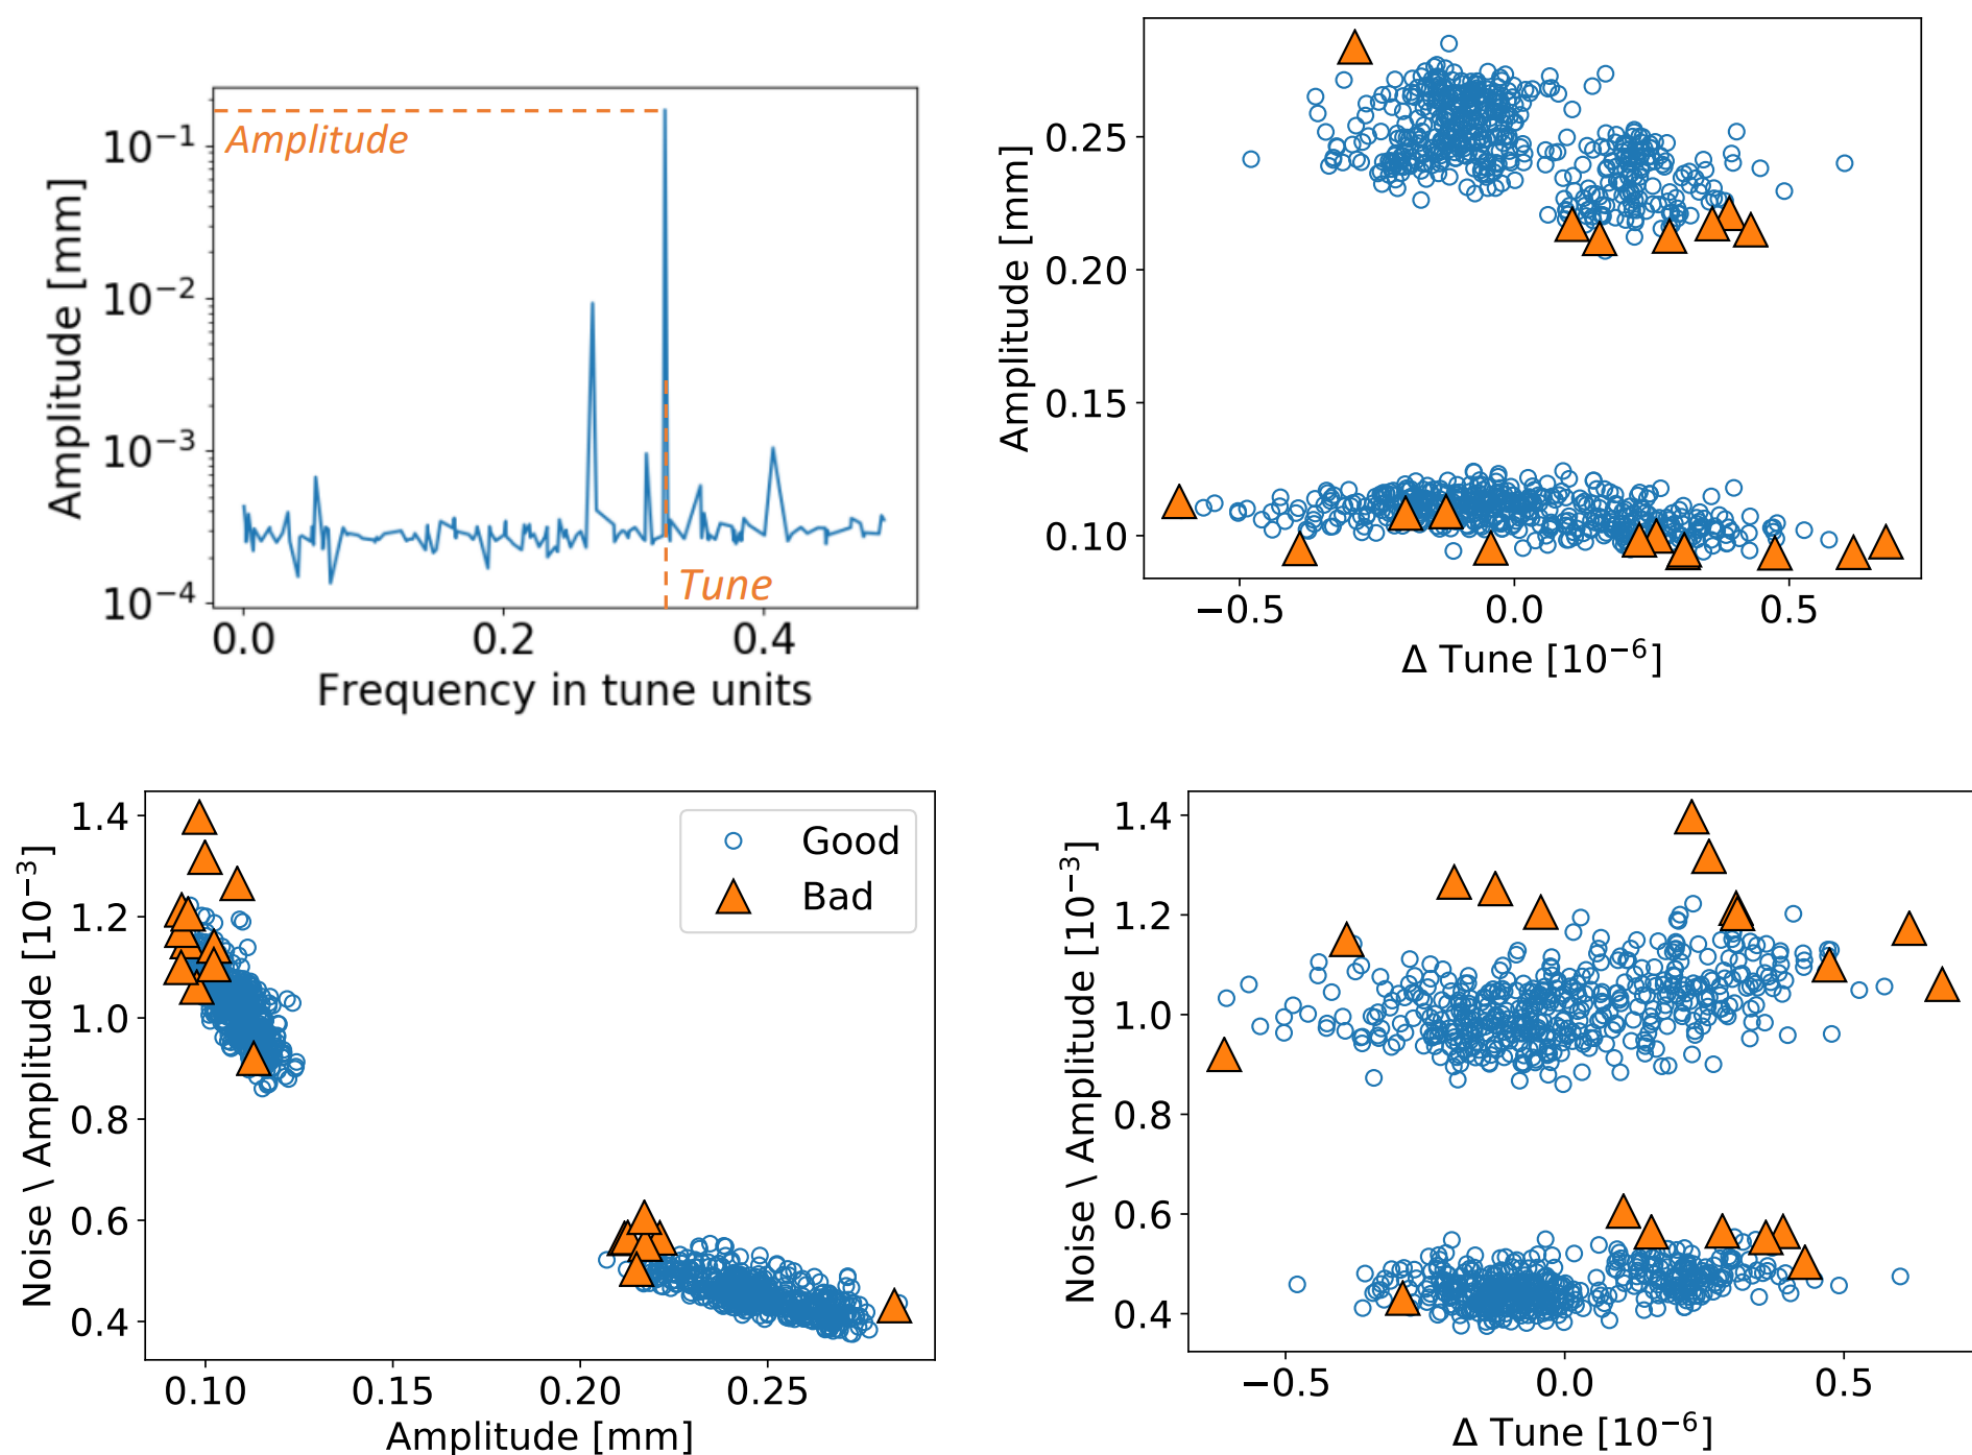 Amplitude [mm]
10⁻¹
10⁻²
10⁻³
10⁻⁴
Amplitude
Tune
0.0 0.2 0.4
Frequency in tune units
Amplitude [mm]
0.25
0.20
0.15
0.10
−0.5 0.0 0.5
Δ Tune [10⁻⁶]
Noise \ Amplitude [10⁻³]
1.4
1.2
1.0
0.8
0.6
0.4
Good
Bad
0.10 0.15 0.20 0.25
Amplitude [mm]
Noise \ Amplitude [10⁻³]
1.4
1.2
1.0
0.8
0.6
0.4
−0.5 0.0 0.5
Δ Tune [10⁻⁶]